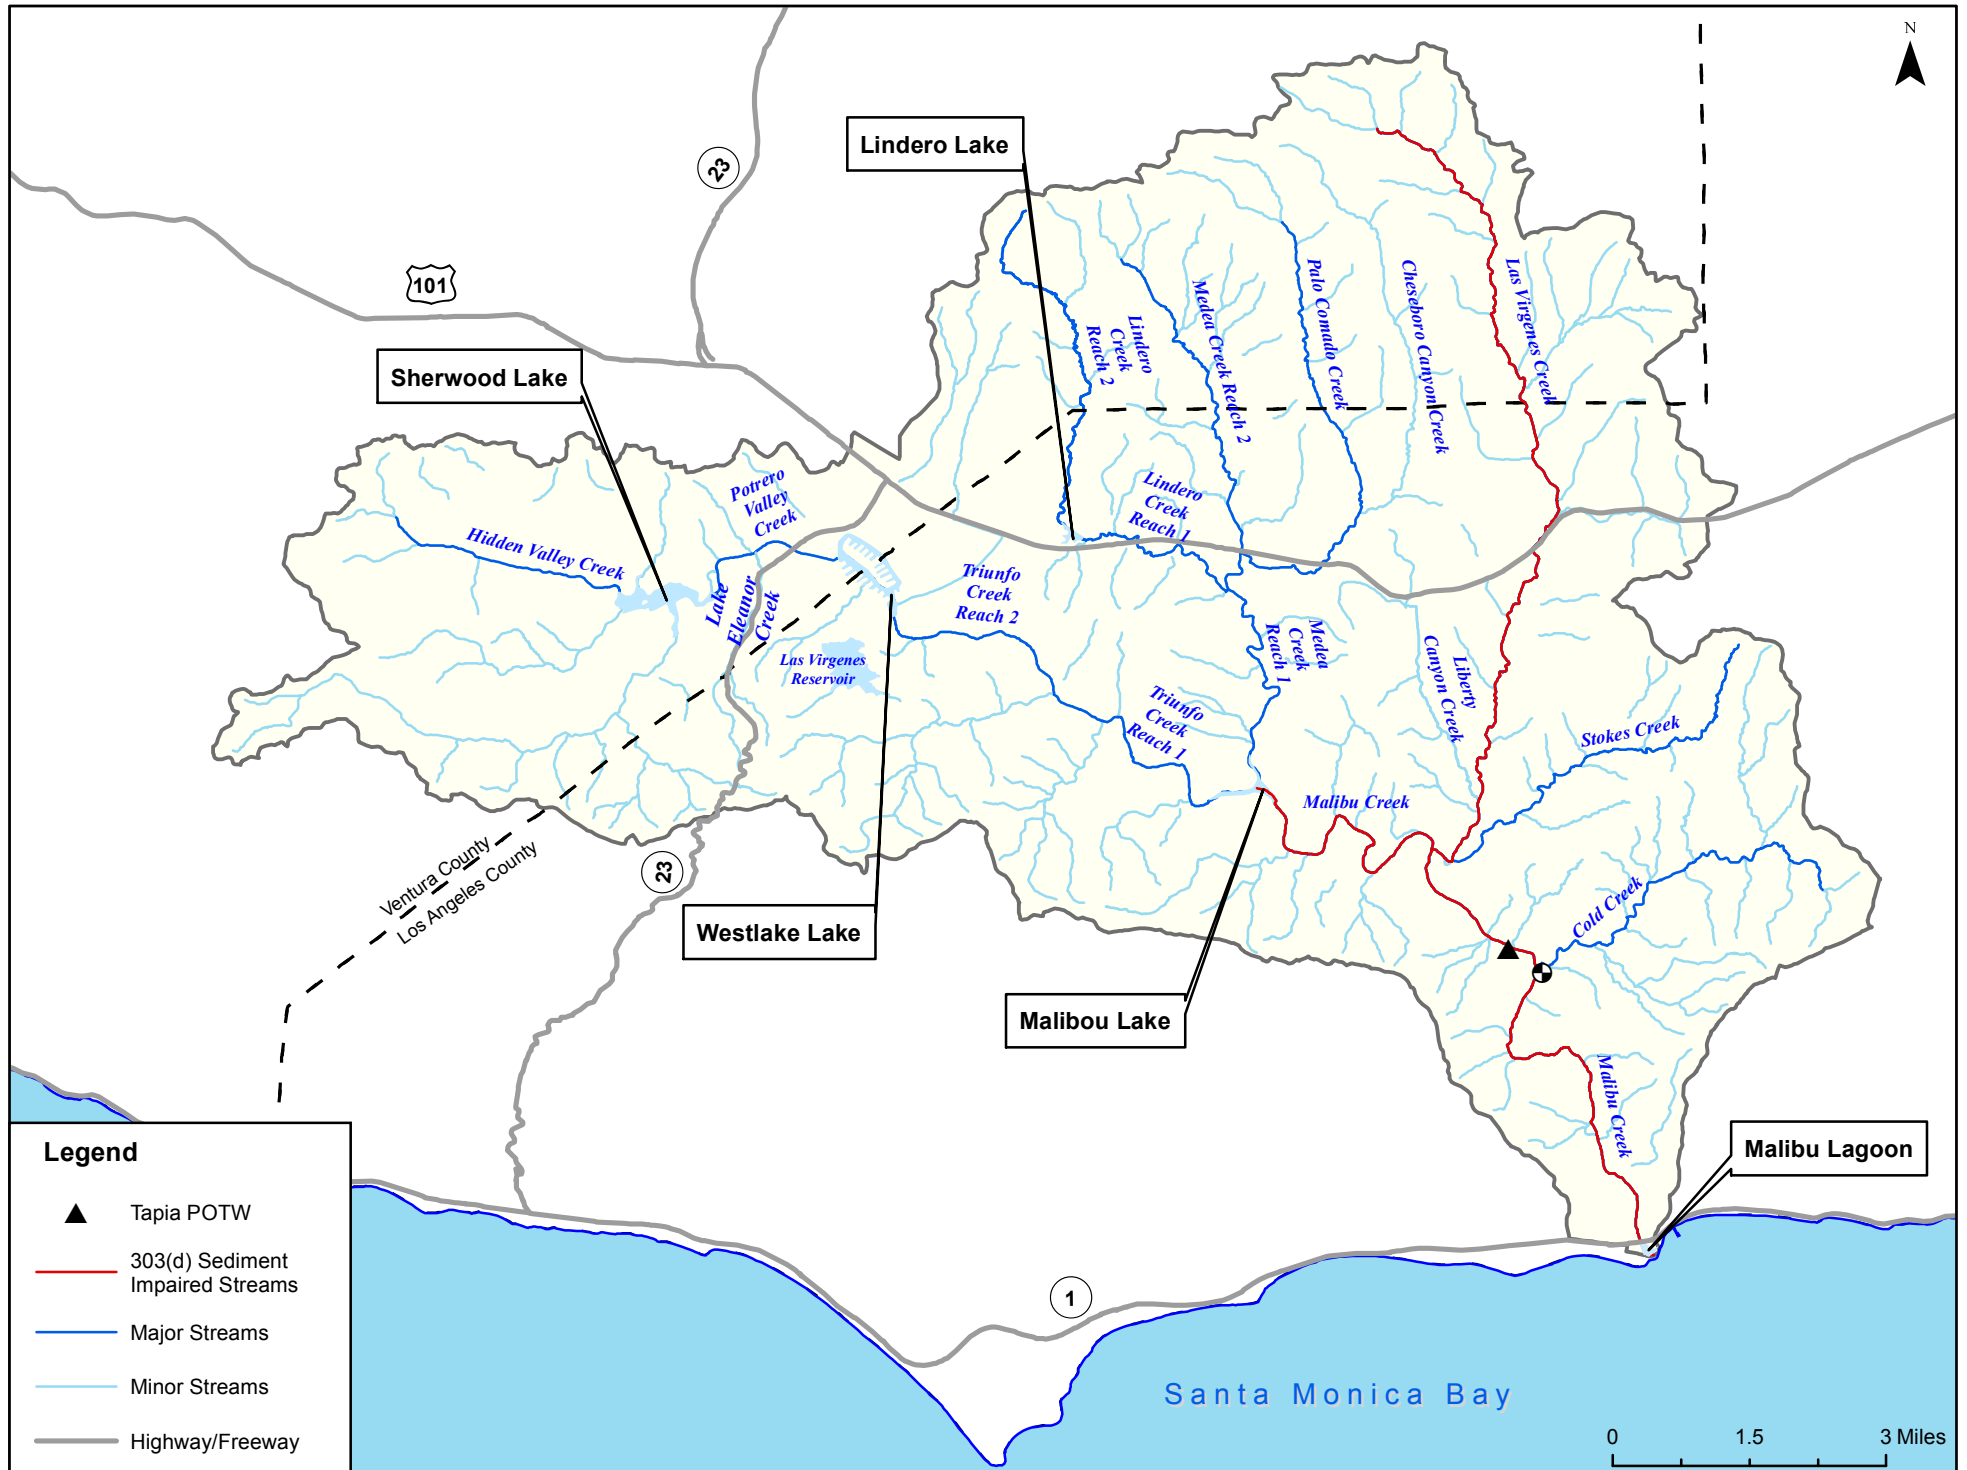 N
Lindero Lake
23
101
Sherwood Lake
Lindero
Creek
Reach 2
Medea Creek Reach 2
Palo Comado Creek
Cheseboro Canyon Creek
Las Virgenes Creek
Potrero
Valley
Creek
Hidden Valley Creek
Lindero
Creek
Reach 1
Lake
Eleanor
Creek
Triunfo
Creek
Reach 2
Las Virgenes
Reservoir
Medea
Creek
Reach 1
Liberty
Canyon Creek
Triunfo
Creek
Reach 1
Stokes Creek
Malibu Creek
Ventura County
Los Angeles County
23
Westlake Lake
Cold Creek
Malibou Lake
Malibu Creek
Malibu Lagoon
Legend
Tapia POTW
303(d) Sediment
Impaired Streams
Major Streams
Minor Streams
Highway/Freeway
1
Santa Monica Bay
0 1.5 3 Miles